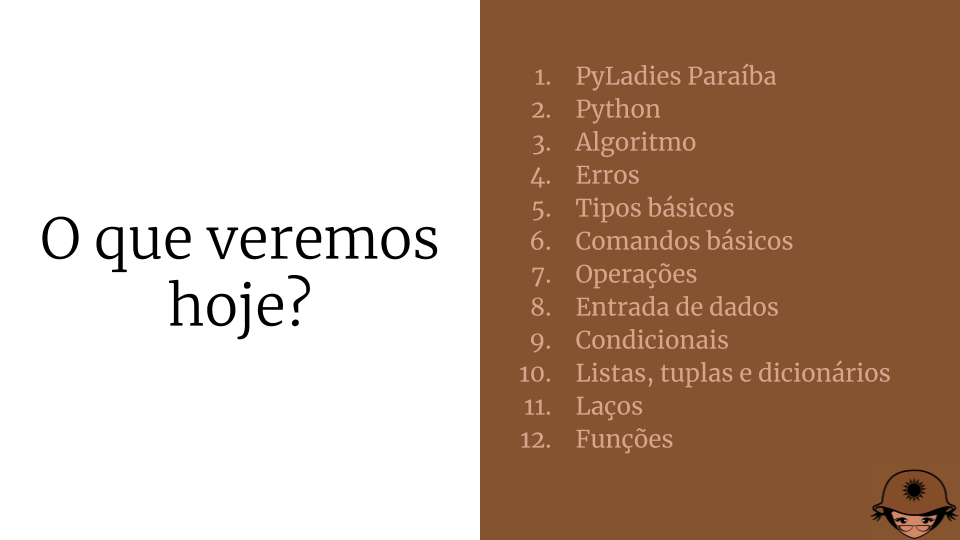 O que veremos
hoje?
1. PyLadies Paraíba
2. Python
3. Algoritmo
4. Erros
5. Tipos básicos
6. Comandos básicos
7. Operações
8. Entrada de dados
9. Condicionais
10. Listas, tuplas e dicionários
11. Laços
12. Funções